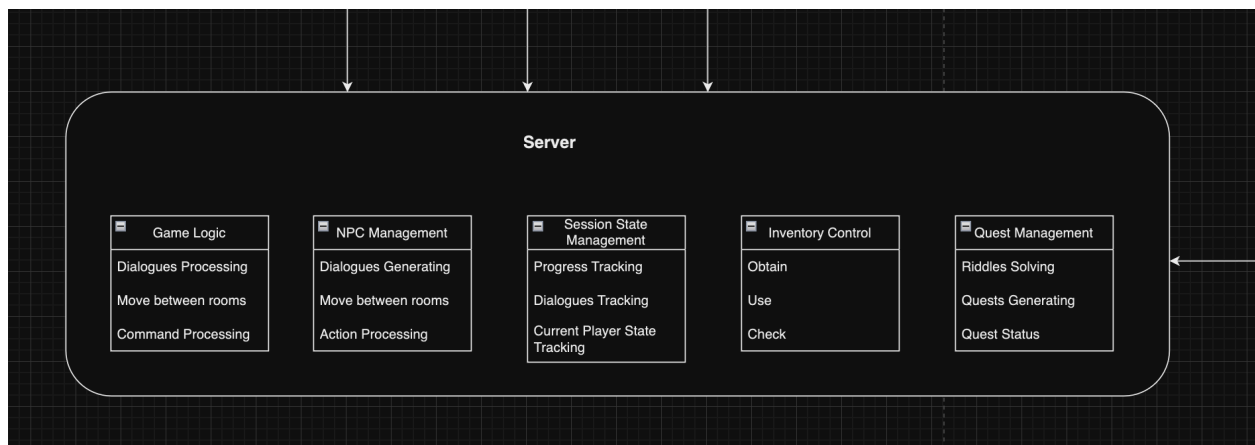 Server
Game Logic
Dialogues Processing
Move between rooms
Command Processing
NPC Management
Dialogues Generating
Move between rooms
Action Processing
Session State
Management
Progress Tracking
Dialogues Tracking
Current Player State
Tracking
Inventory Control
Obtain
Use
Check
Quest Management
Riddles Solving
Quests Generating
Quest Status